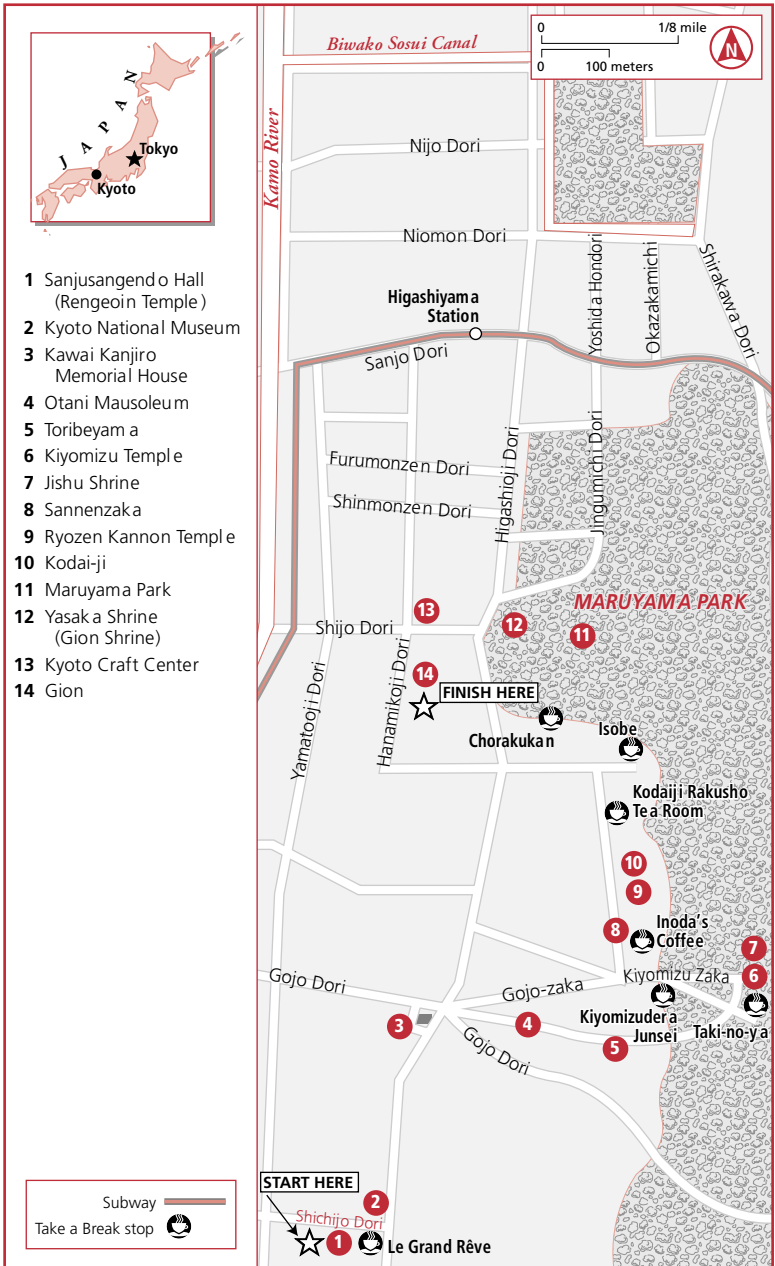 JAPAN
Tokyo
Kyoto
1 Sanjusangendo Hall
(Rengeoin Temple)
2 Kyoto National Museum
3 Kawai Kanjiro
Memorial House
4 Otani Mausoleum
5 Toribeyama
6 Kiyomizu Temple
7 Jishu Shrine
8 Sannenzaka
9 Ryozen Kannon Temple
10 Kodai-ji
11 Maruyama Park
12 Yasaka Shrine
(Gion Shrine)
13 Kyoto Craft Center
14 Gion
Subway
Take a Break stop
0 1/8 mile
0 100 meters
N
Biwako Sosui Canal
Kamo River
Nijo Dori
Niomon Dori
Yoshida Hondori
Okazakamichi
Shirakawa Dori
Higashiyama
Station
Sanjo Dori
Furumonzen Dori
Shinmonzen Dori
Higashioji Dori
Jingumichi Dori
MARUYAMA PARK
13
12
11
Shijo Dori
14
FINISH HERE
Yamatooji Dori
Hanamikoji Dori
Chorakukan
Isobe
Kodaiji Rakusho
Tea Room
10
9
8
Inoda's
Coffee
7
6
Kiyomizu Zaka
Gojo Dori
Gojo-zaka
Kiyomizudera
Junsei
Taki-no-ya
3
4
5
Gojo Dori
START HERE
2
Shichijo Dori
1
Le Grand Rêve